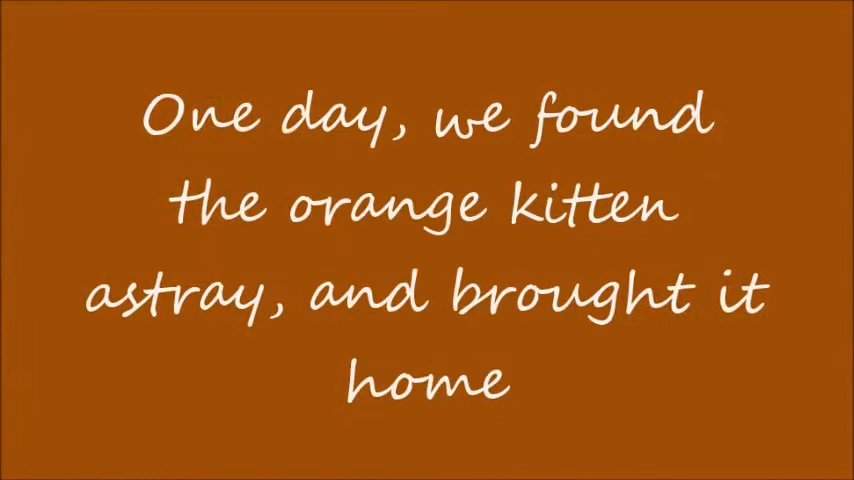 One day, we found
the orange kitten
astray, and brought it
home